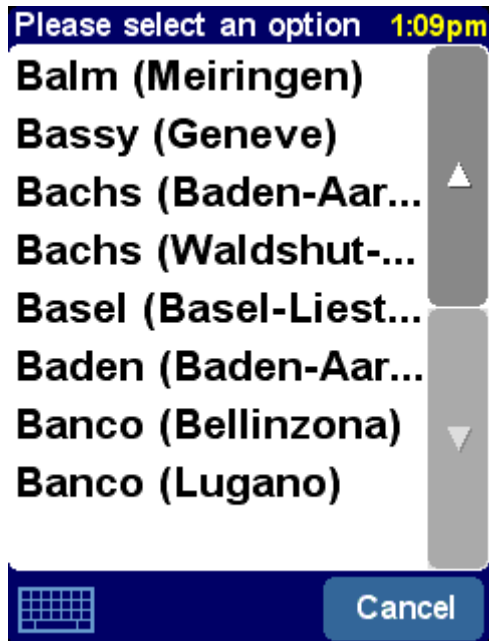 Please select an option 1:09pm
Balm (Meiringen)
Bassy (Geneve)
Bachs (Baden-Aar...
Bachs (Waldshut-...
Basel (Basel-Liest...
Baden (Baden-Aar...
Banco (Bellinzona)
Banco (Lugano)
Cancel